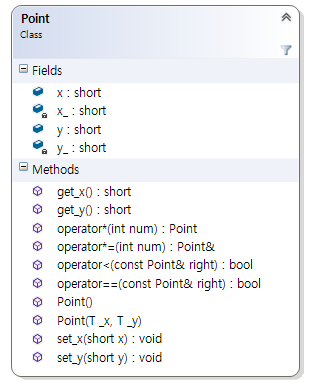 Point
Class
Fields
x : short
x_ : short
y : short
y_ : short
Methods
get_x() : short
get_y() : short
operator*(int num) : Point
operator*=(int num) : Point&
operator<(const Point& right) : bool
operator==(const Point& right) : bool
Point()
Point(T _x, T _y)
set_x(short x) : void
set_y(short y) : void